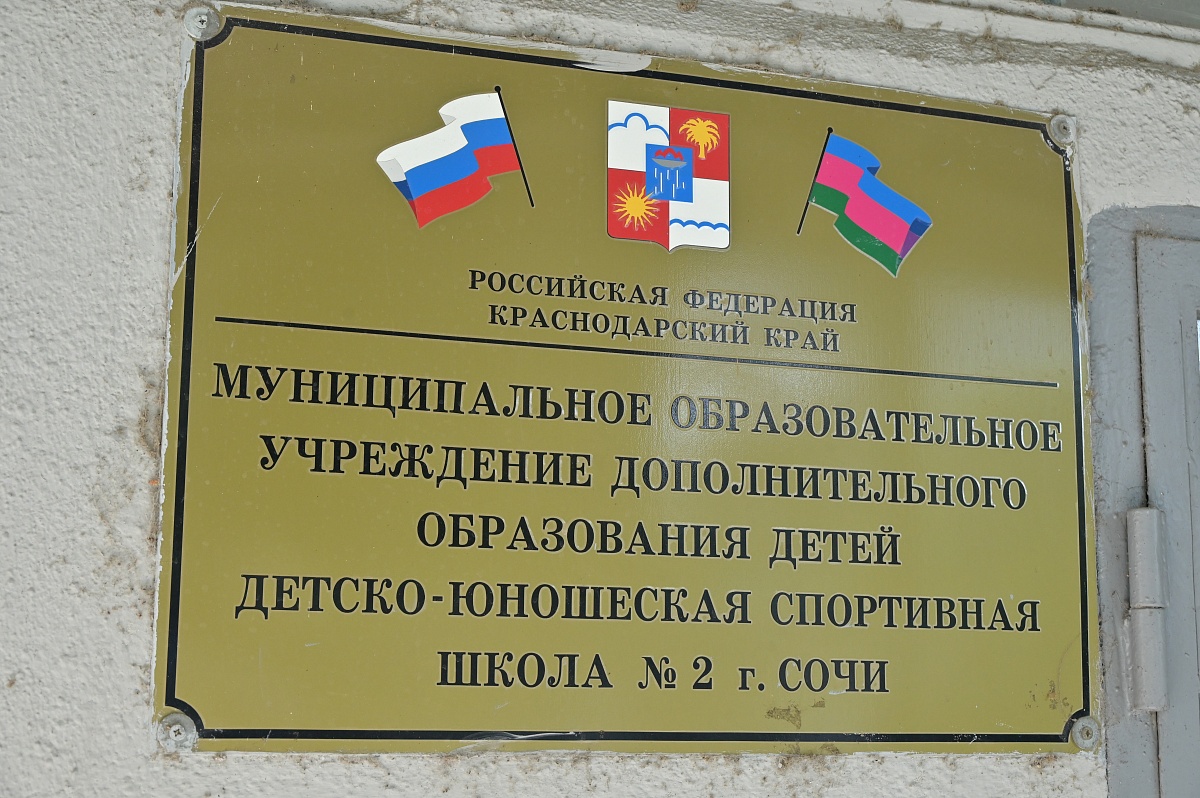 РОССИЙСКАЯ ФЕДЕРАЦИЯ
КРАСНОДАРСКИЙ КРАЙ
МУНИЦИПАЛЬНОЕ ОБРАЗОВАТЕЛЬНОЕ
УЧРЕЖДЕНИЕ ДОПОЛНИТЕЛЬНОГО
ОБРАЗОВАНИЯ ДЕТЕЙ
ДЕТСКО-ЮНОШЕСКАЯ СПОРТИВНАЯ
ШКОЛА № 2 г. СОЧИ